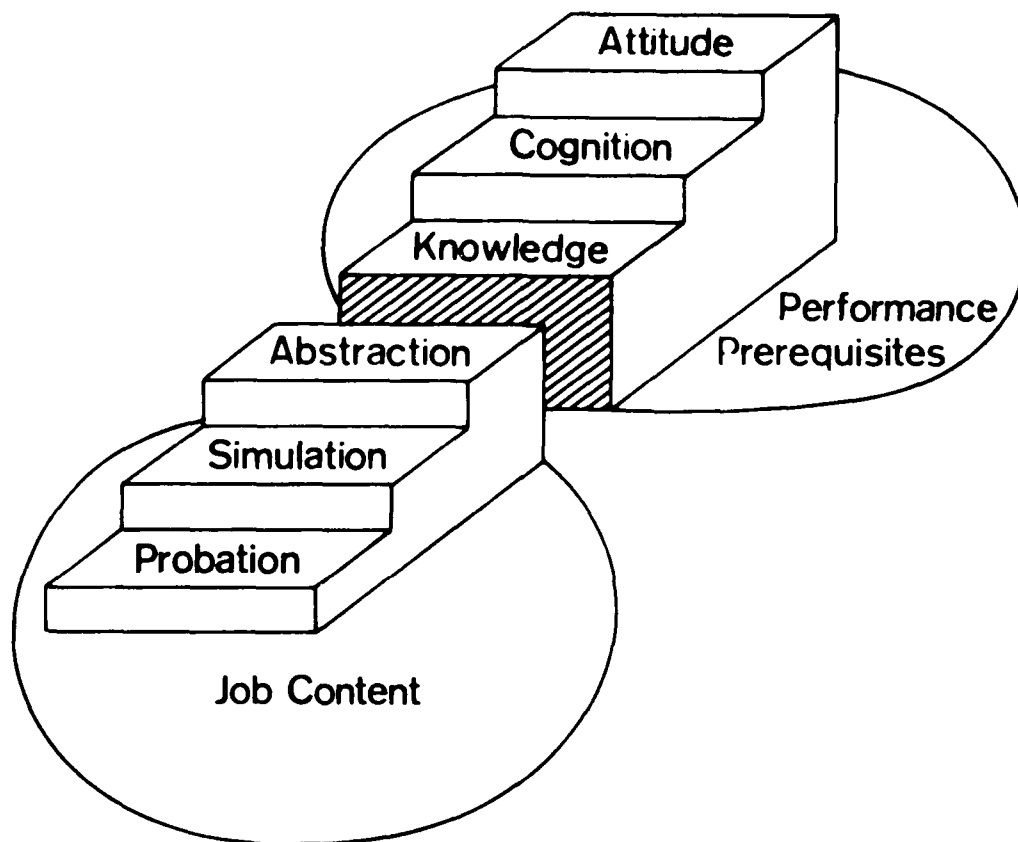 Attitude
Cognition
Knowledge
Performance
Prerequisites
Abstraction
Simulation
Probation
Job Content